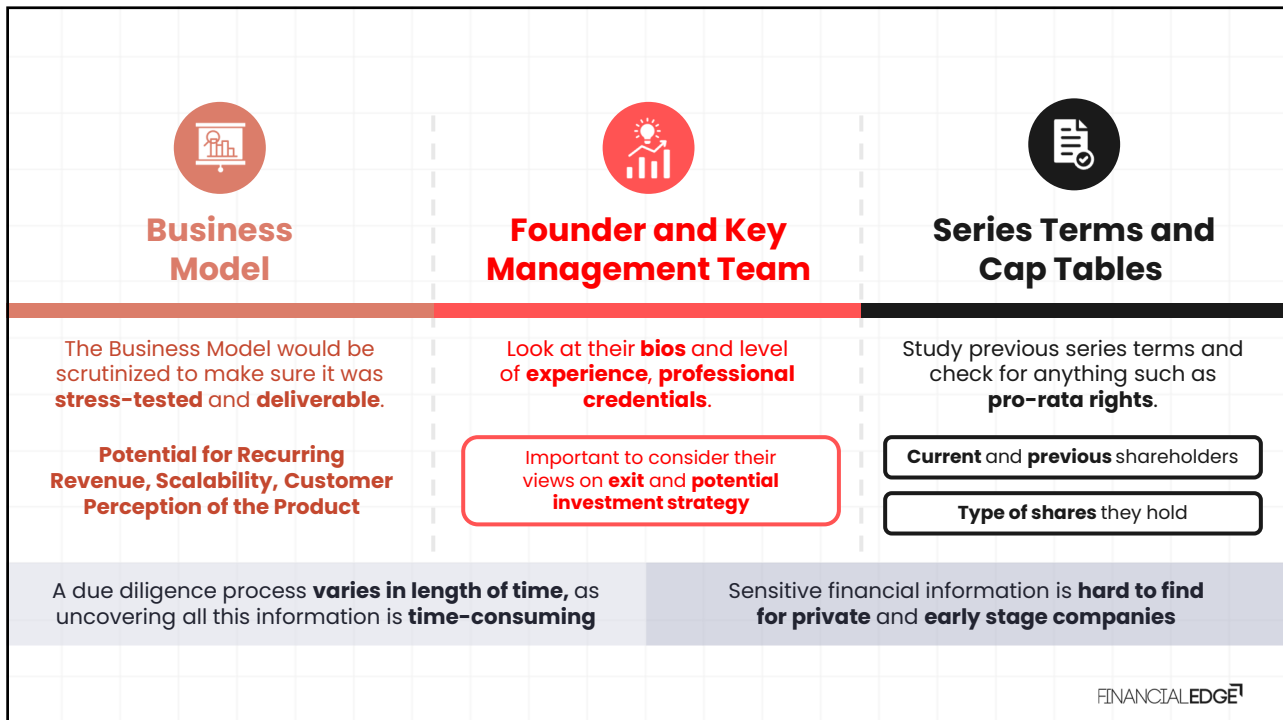 Business
Model
The Business Model would be
scrutinized to make sure it was
stress-tested and deliverable.
Potential for Recurring
Revenue, Scalability, Customer
Perception of the Product
Founder and Key
Management Team
Look at their bios and level
of experience, professional
credentials.
Important to consider their
views on exit and potential
investment strategy
Series Terms and
Cap Tables
Study previous series terms and
check for anything such as
pro-rata rights.
Current and previous shareholders
Type of shares they hold
A due diligence process varies in length of time, as
uncovering all this information is time-consuming
Sensitive financial information is hard to find
for private and early stage companies
FINANCIALEDGE